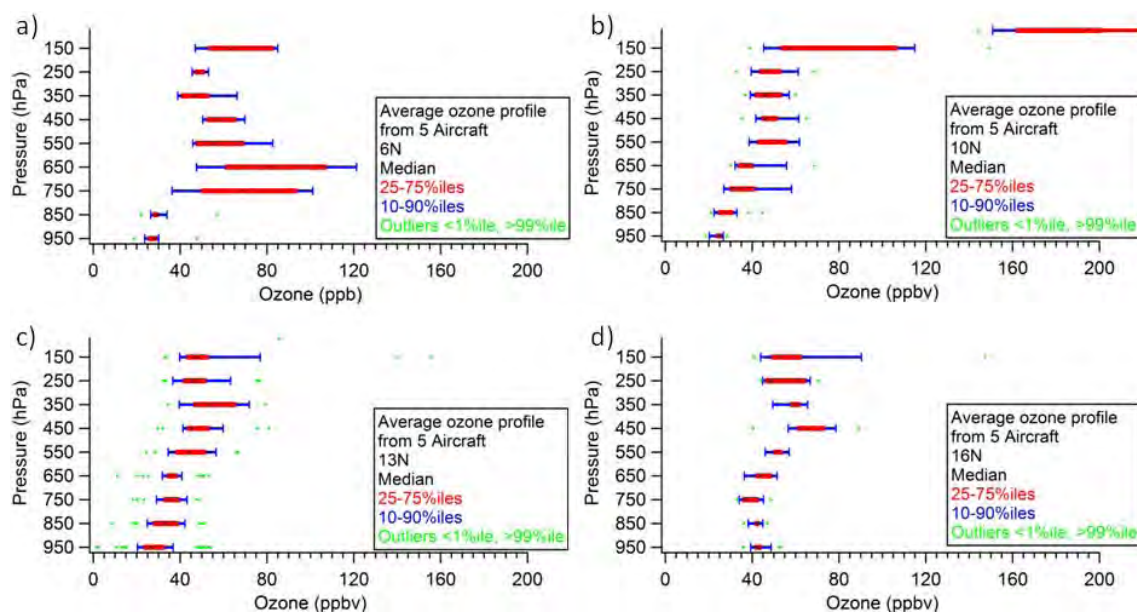 a)
Pressure (hPa)
150
250
350
450
550
650
750
850
950
Average ozone profile
from 5 Aircraft
6N
Median
25-75%iles
10-90%iles
Outliers <1%ile, >99%ile
0
40
80
120
160
200
Ozone (ppb)
b)
Pressure (hPa)
150
250
350
450
550
650
750
850
950
Average ozone profile
from 5 Aircraft
10N
Median
25-75%iles
10-90%iles
Outliers <1%ile, >99%ile
0
40
80
120
160
200
Ozone (ppbv)
c)
Pressure (hPa)
150
250
350
450
550
650
750
850
950
Average ozone profile
from 5 Aircraft
13N
Median
25-75%iles
10-90%iles
Outliers <1%ile, >99%ile
0
40
80
120
160
200
Ozone (ppbv)
d)
Pressure (hPa)
150
250
350
450
550
650
750
850
950
Average ozone profile
from 5 Aircraft
16N
Median
25-75%iles
10-90%iles
Outliers <1%ile, >99%ile
0
40
80
120
160
200
Ozone (ppbv)